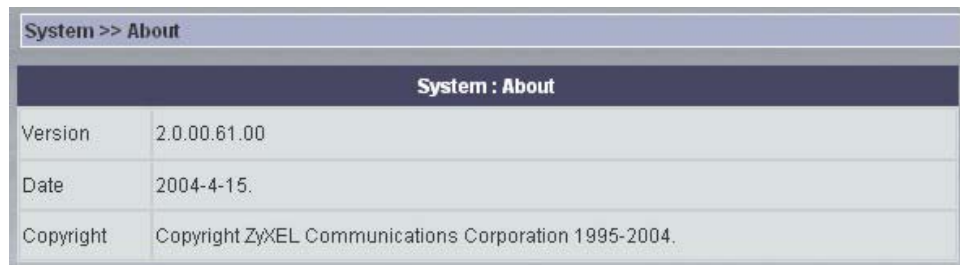 System >> About
System : About
Version 2.0.00.61.00
Date 2004-4-15.
Copyright Copyright ZyXEL Communications Corporation 1995-2004.